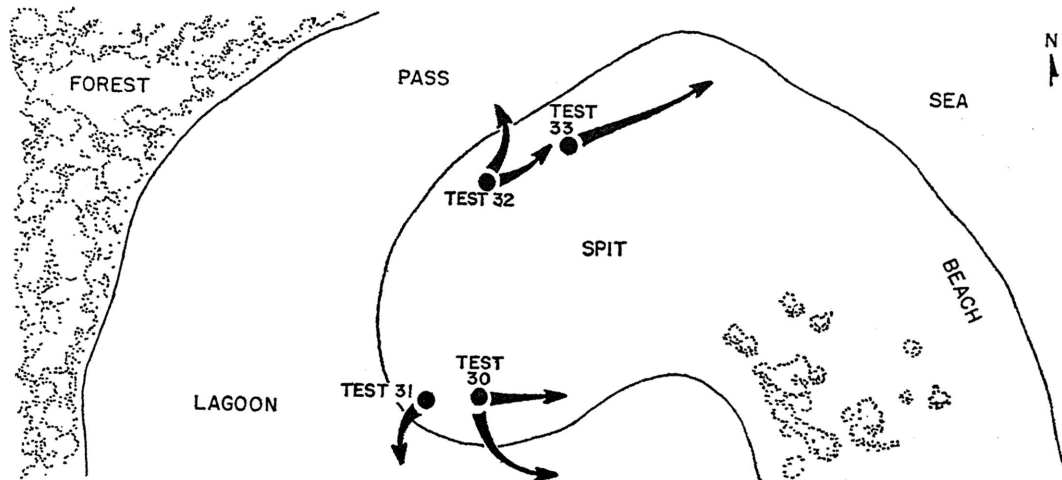 N
FOREST
PASS
SEA
TEST
33
TEST 32
SPIT
BEACH
TEST
30
TEST 31
LAGOON